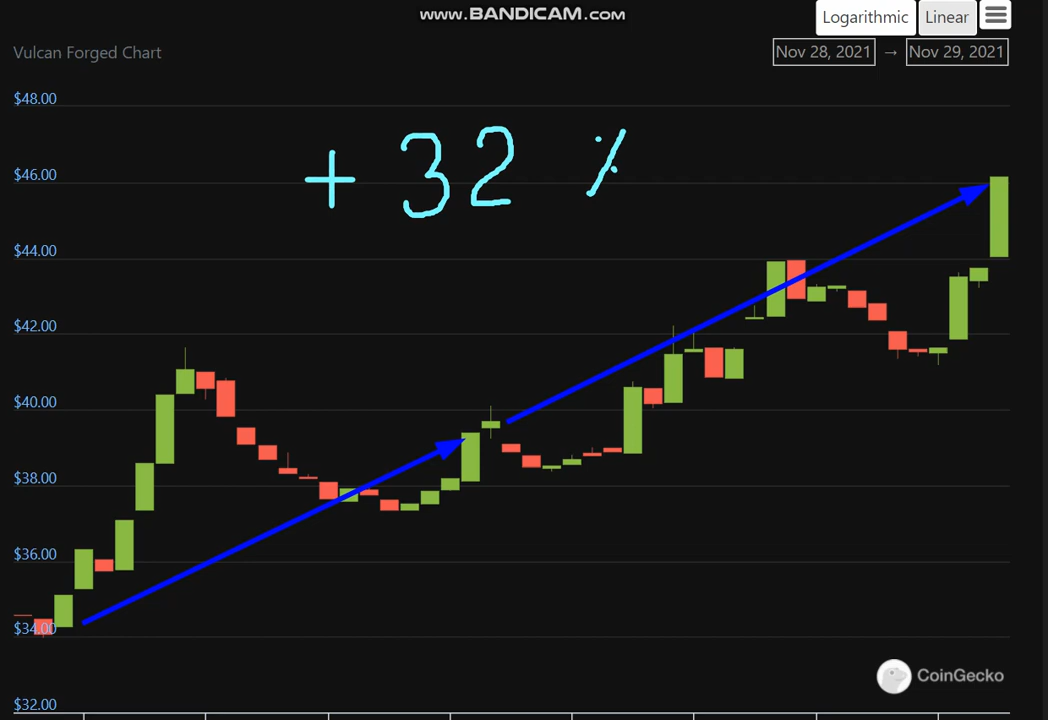 www.BANDICAM.com
Logarithmic Linear
Vulcan Forged Chart
Nov 28, 2021 → Nov 29, 2021
$48.00
+ 32 %
$46.00
$44.00
$42.00
$40.00
$38.00
$36.00
$34.00
CoinGecko
$32.00